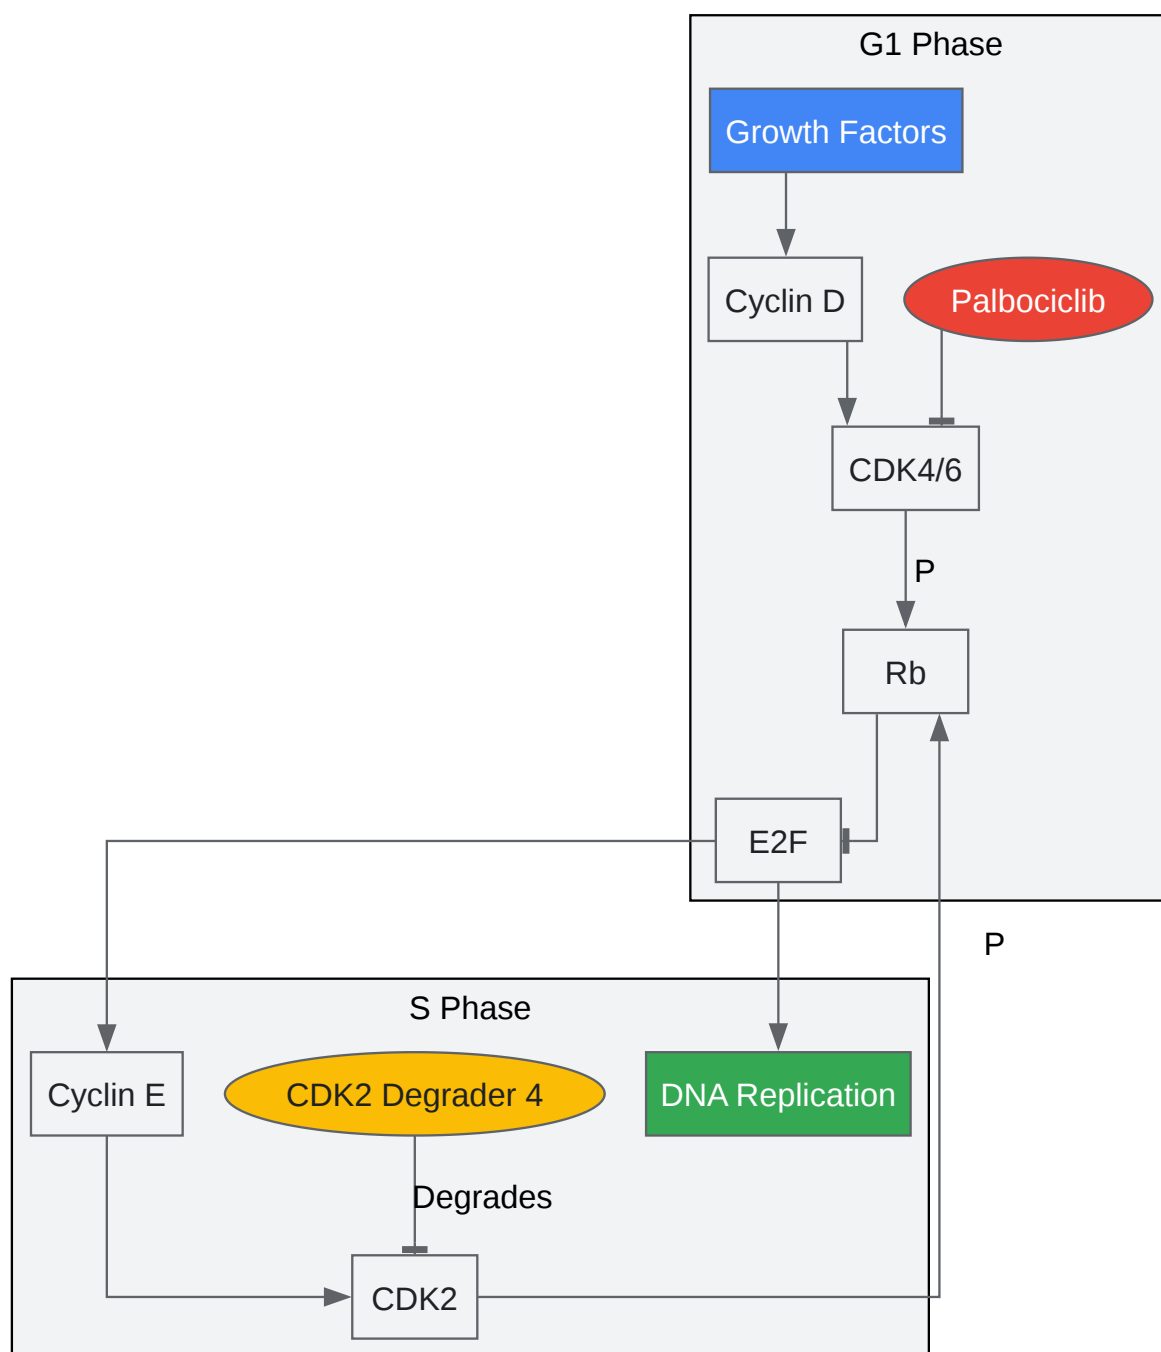 G1 Phase
Growth Factors
Cyclin D
Palbociclib
CDK4/6
P
Rb
E2F
P
S Phase
Cyclin E
CDK2 Degrader 4
DNA Replication
Degrades
CDK2